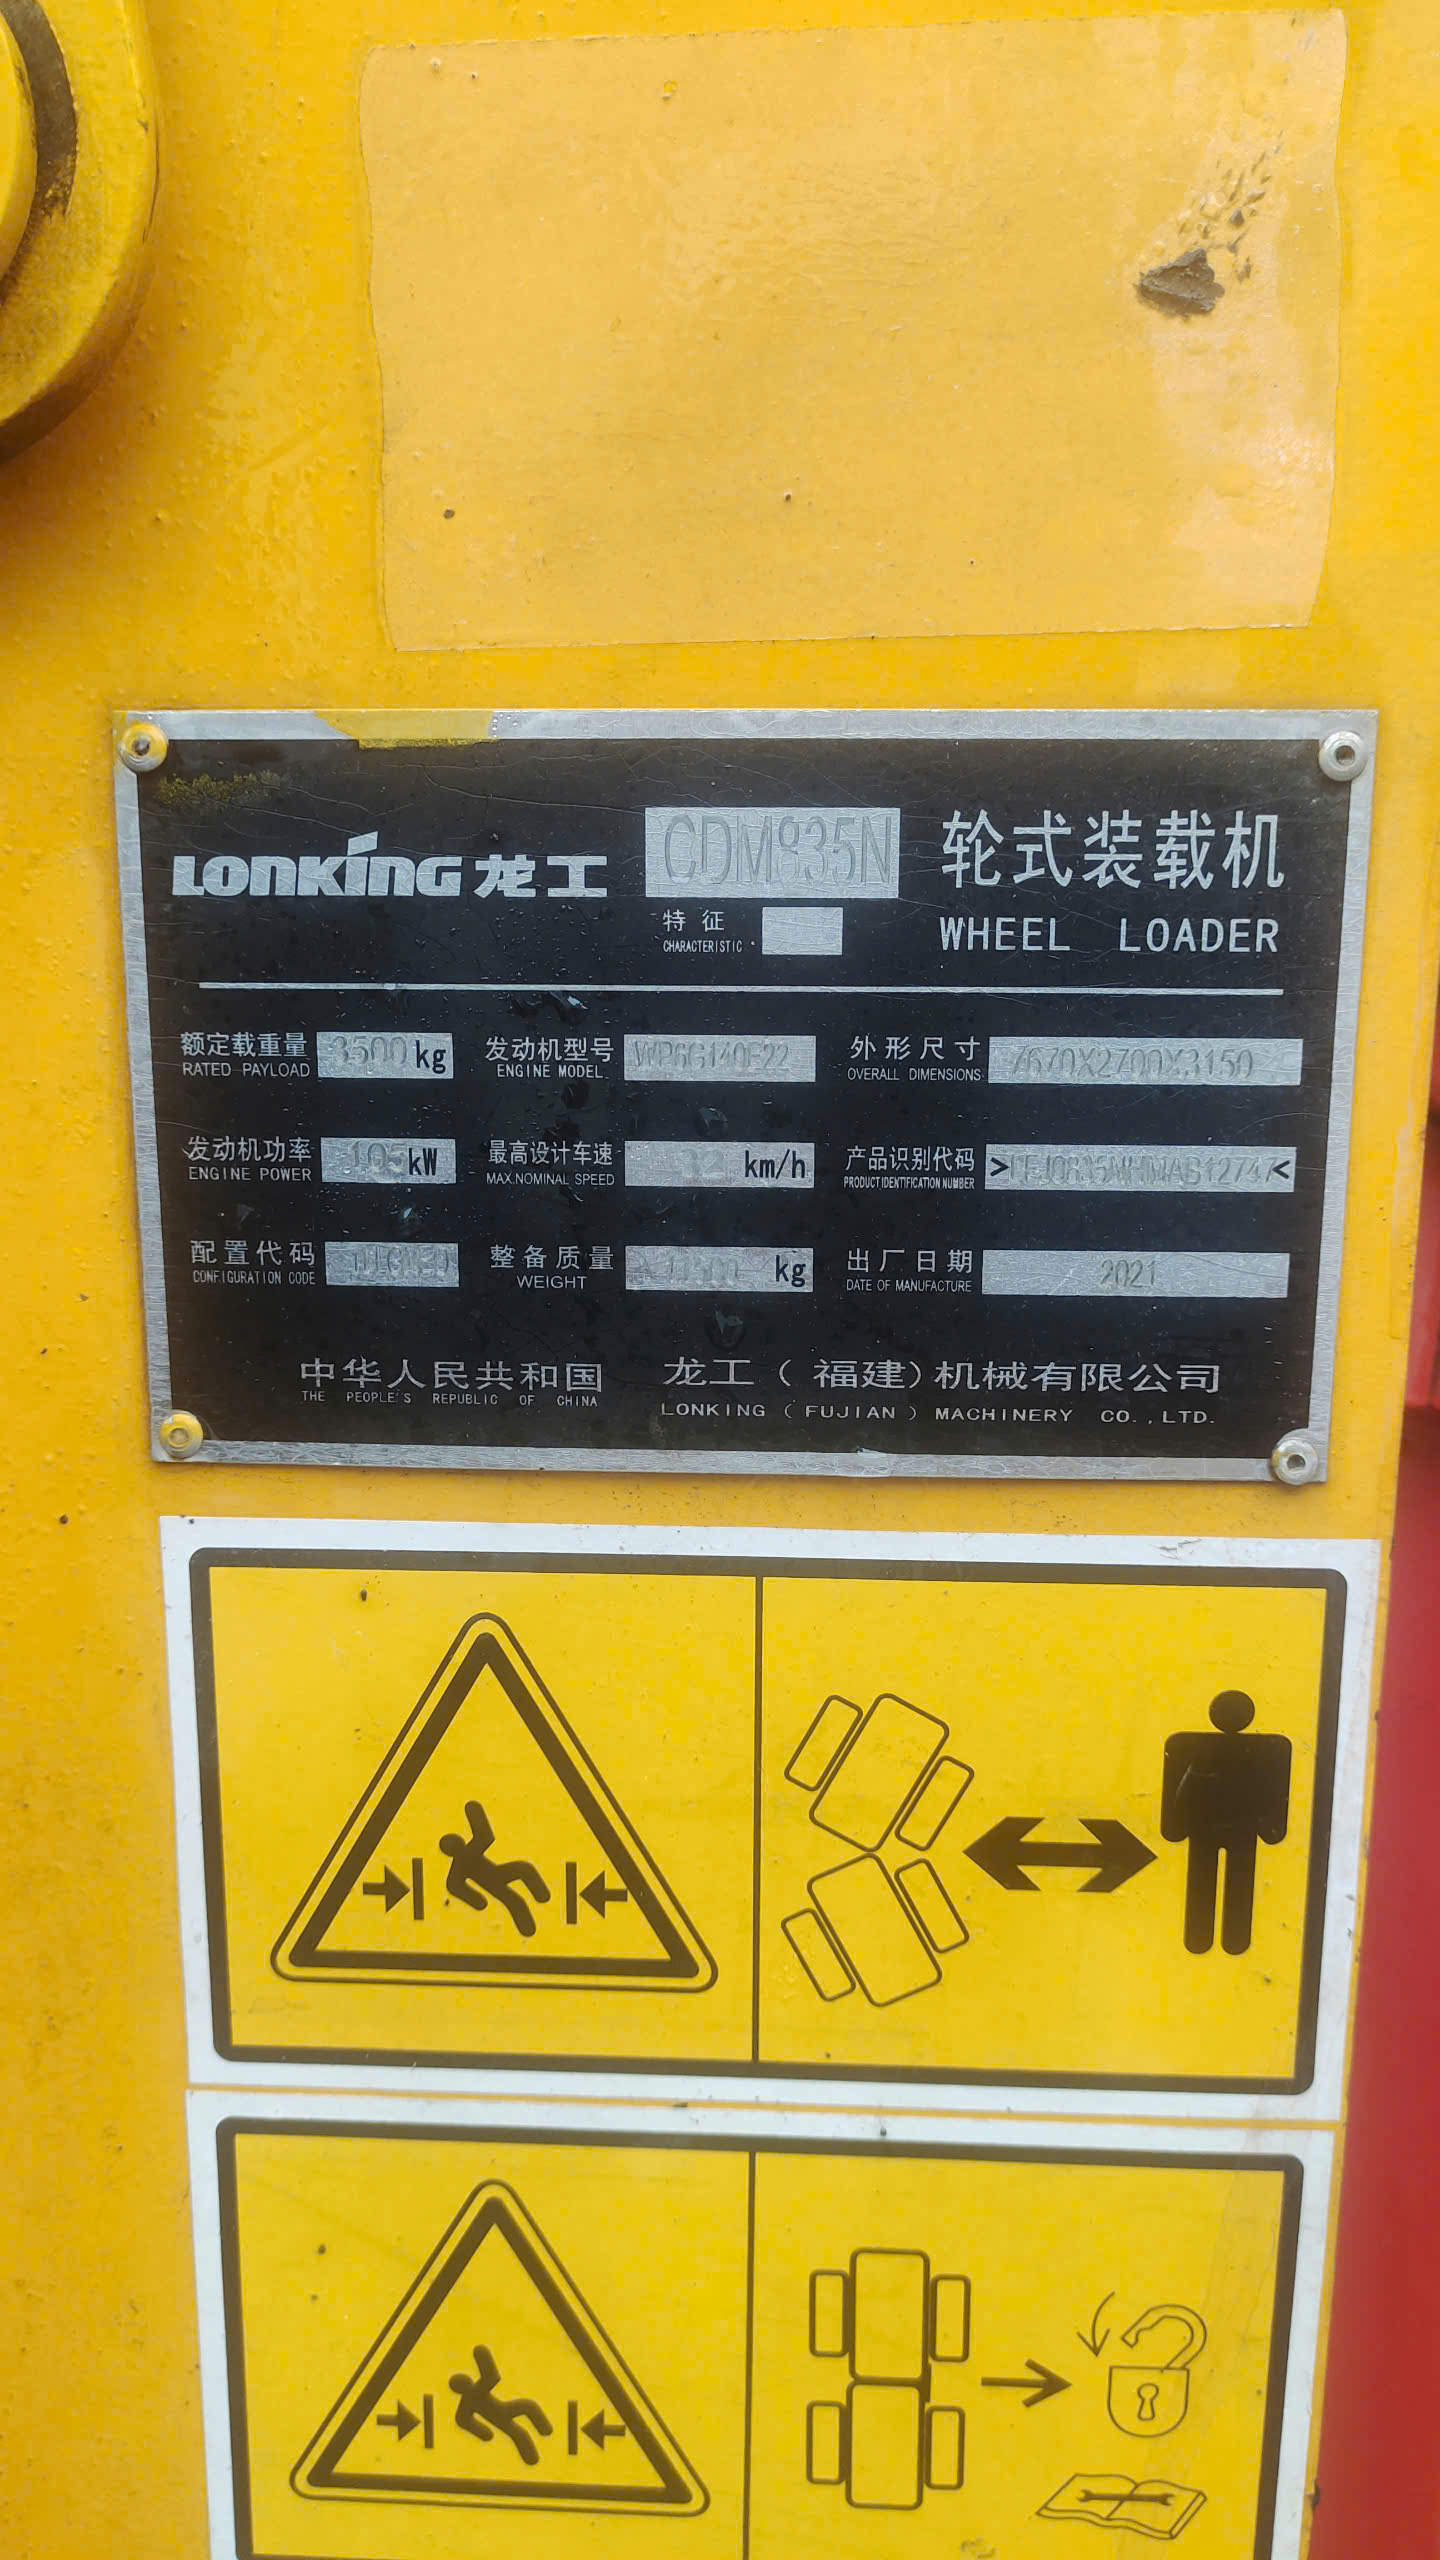 LONKING 龙工 CDM835N 轮式装载机
特征
CHARACTERISTIC
WHEEL LOADER
额定载重量 3500 kg 发动机型号 WP6G140E22 外形尺寸 7670X2700X3150
RATED PAYLOAD ENGINE MODEL OVERALL DIMENSIONS
发动机功率 105 kW 最高设计车速 32 km/h 产品识别代码
ENGINE POWER MAX.NOMINAL SPEED PRODUCT IDENTIFICATION NUMBER
配置代码 整备质量 kg 出厂日期 2021
CONFIGURATION CODE WEIGHT DATE OF MANUFACTURE
中华人民共和国 龙工（福建）机械有限公司
THE PEOPLE'S REPUBLIC OF CHINA LONKING (FUJIAN) MACHINERY CO.,LTD.